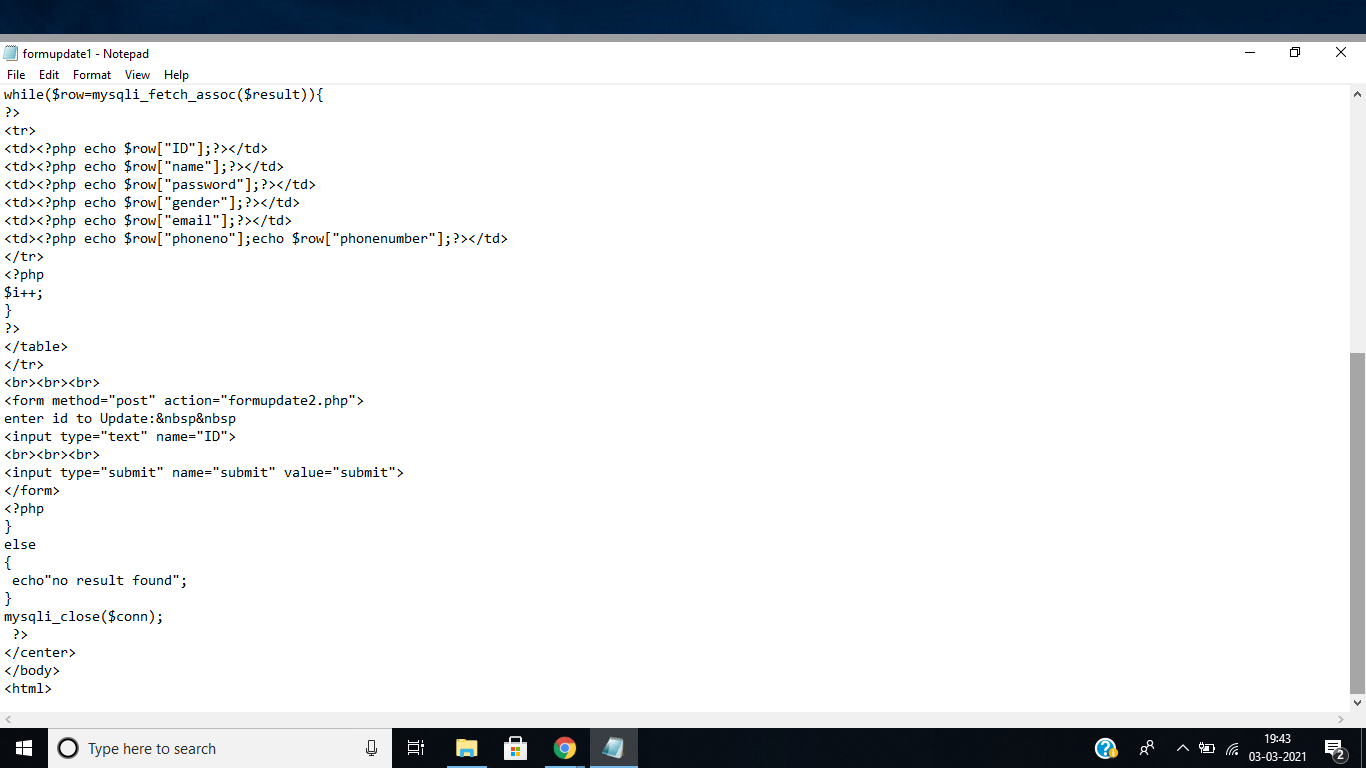 formupdate1 - Notepad
File Edit Format View Help
while($row=mysqli_fetch_assoc($result)){
?>
<tr>
<td><?php echo $row["ID"];?></td>
<td><?php echo $row["name"];?></td>
<td><?php echo $row["password"];?></td>
<td><?php echo $row["gender"];?></td>
<td><?php echo $row["email"];?></td>
<td><?php echo $row["phoneno"];echo $row["phonenumber"];?></td>
</tr>
<?php
$i++;
}
?>
</table>
</tr>
<br><br><br>
<form method="post" action="formupdate2.php">
enter id to Update:&nbsp&nbsp
<input type="text" name="ID">
<br><br><br>
<input type="submit" name="submit" value="submit">
</form>
<?php
}
else
{
 echo"no result found";
}
mysqli_close($conn);
 ?>
</center>
</body>
<html>
Type here to search
19:43
03-03-2021
2